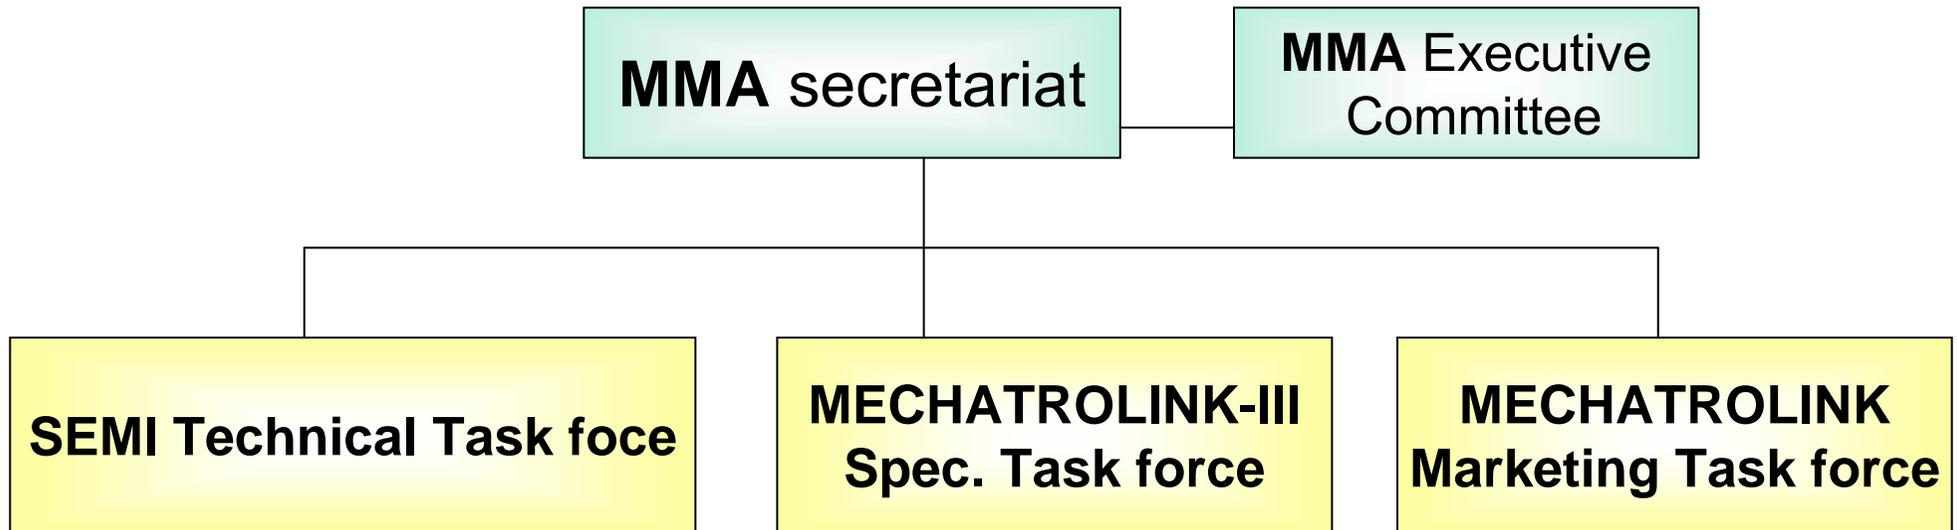 MMA secretariat
MMA Executive
Committee
SEMI Technical Task foce
MECHATROLINK-III
Spec. Task force
MECHATROLINK
Marketing Task force